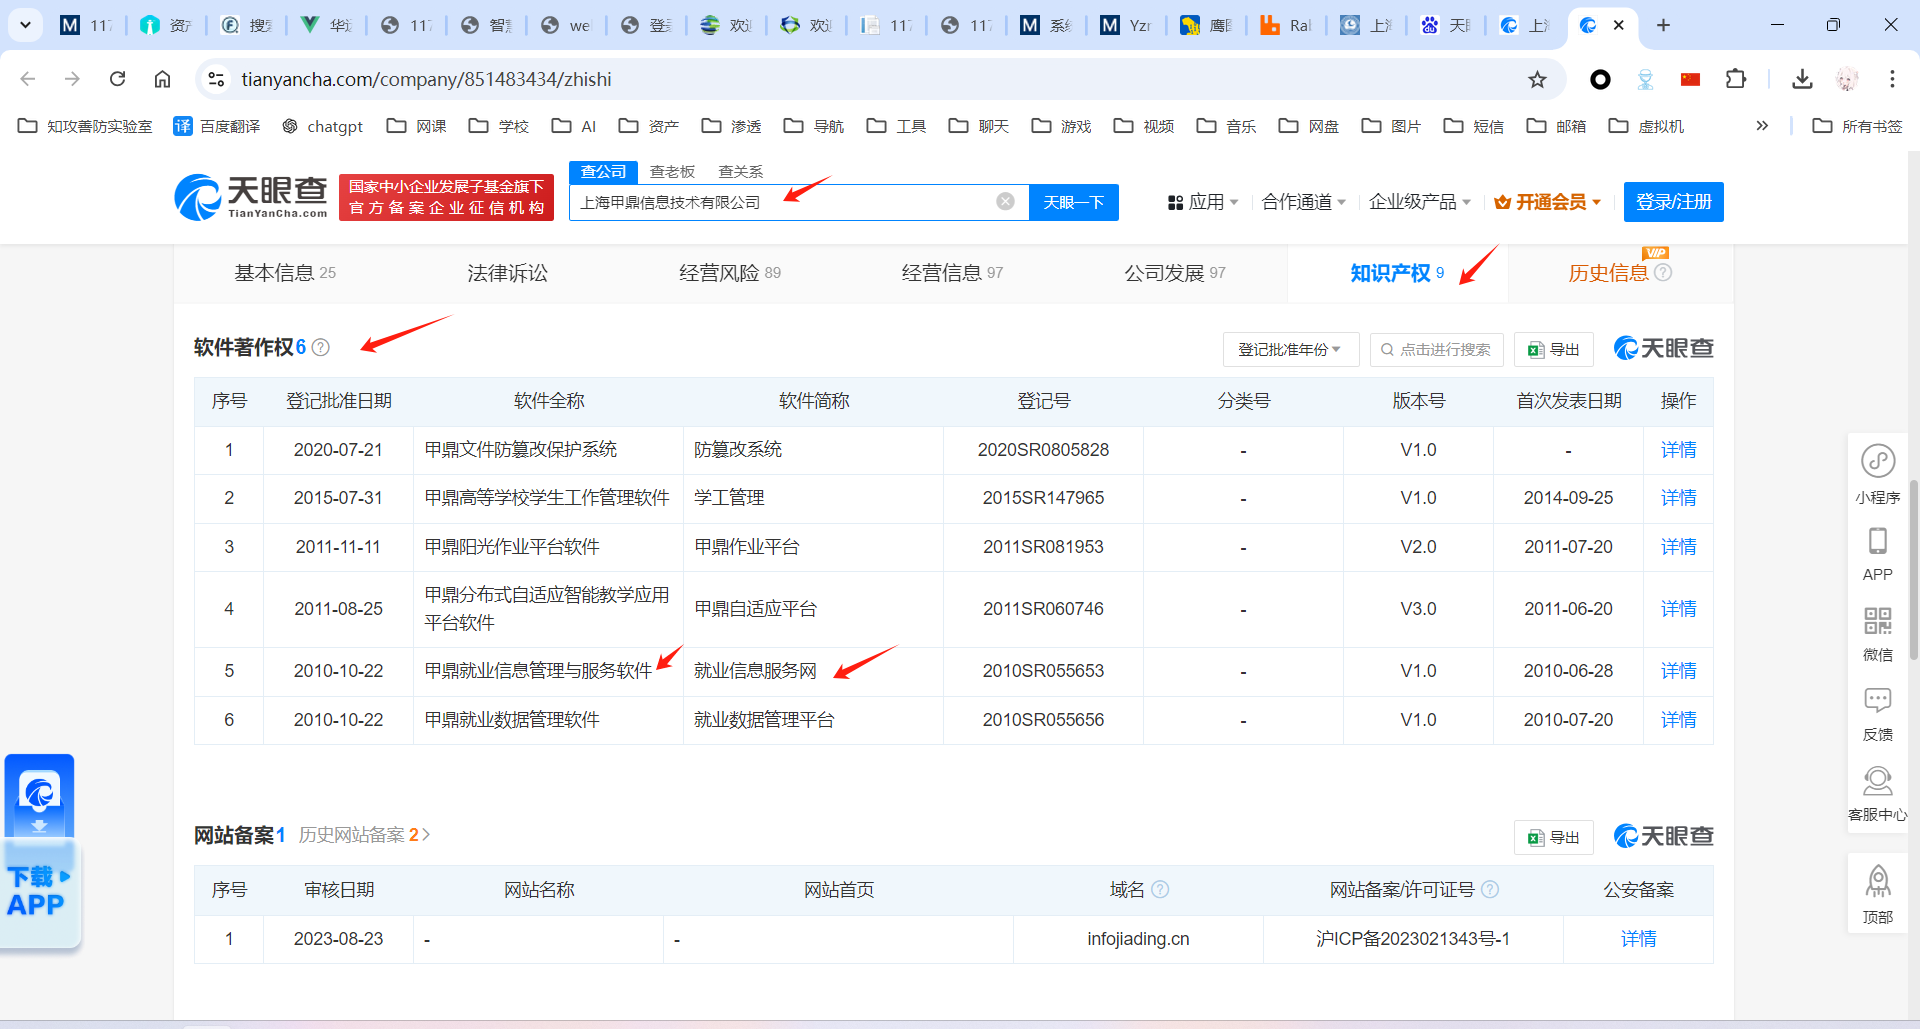 117
资产
搜索
华运
117
智慧
we
登录
欢迎
欢迎
117
117
系统
Yzr
鹰图
Ral
上海
天眼
上海
tianyancha.com/company/851483434/zhishi
知攻善防实验室
百度翻译
chatgpt
网课
学校
AI
资产
渗透
导航
工具
聊天
游戏
视频
音乐
网盘
图片
短信
邮箱
虚拟机
所有书签
天眼查
TianYanCha.com
国家中小企业发展子基金旗下
官方备案企业征信机构
查公司 查老板 查关系
上海甲鼎信息技术有限公司
天眼一下
应用
合作通道
企业级产品
开通会员
登录/注册
基本信息 25
法律诉讼
经营风险 89
经营信息 97
公司发展 97
知识产权 9
历史信息
VIP
软件著作权6
登记批准年份
点击进行搜索
导出
天眼查
序号 登记批准日期 软件全称 软件简称 登记号 分类号 版本号 首次发表日期 操作
1 2020-07-21 甲鼎文件防篡改保护系统 防篡改系统 2020SR0805828 - V1.0 - 详情
2 2015-07-31 甲鼎高等学校学生工作管理软件 学工管理 2015SR147965 - V1.0 2014-09-25 详情
3 2011-11-11 甲鼎阳光作业平台软件 甲鼎作业平台 2011SR081953 - V2.0 2011-07-20 详情
4 2011-08-25 甲鼎分布式自适应智能教学应用
平台软件 甲鼎自适应平台 2011SR060746 - V3.0 2011-06-20 详情
5 2010-10-22 甲鼎就业信息管理与服务软件 就业信息服务网 2010SR055653 - V1.0 2010-06-28 详情
6 2010-10-22 甲鼎就业数据管理软件 就业数据管理平台 2010SR055656 - V1.0 2010-07-20 详情
网站备案1 历史网站备案 2
导出
天眼查
序号 审核日期 网站名称 网站首页 域名 网站备案/许可证号 公安备案
1 2023-08-23 - - infojiading.cn 沪ICP备2023021343号-1 详情
小程序
APP
微信
反馈
客服中心
顶部
下载
APP